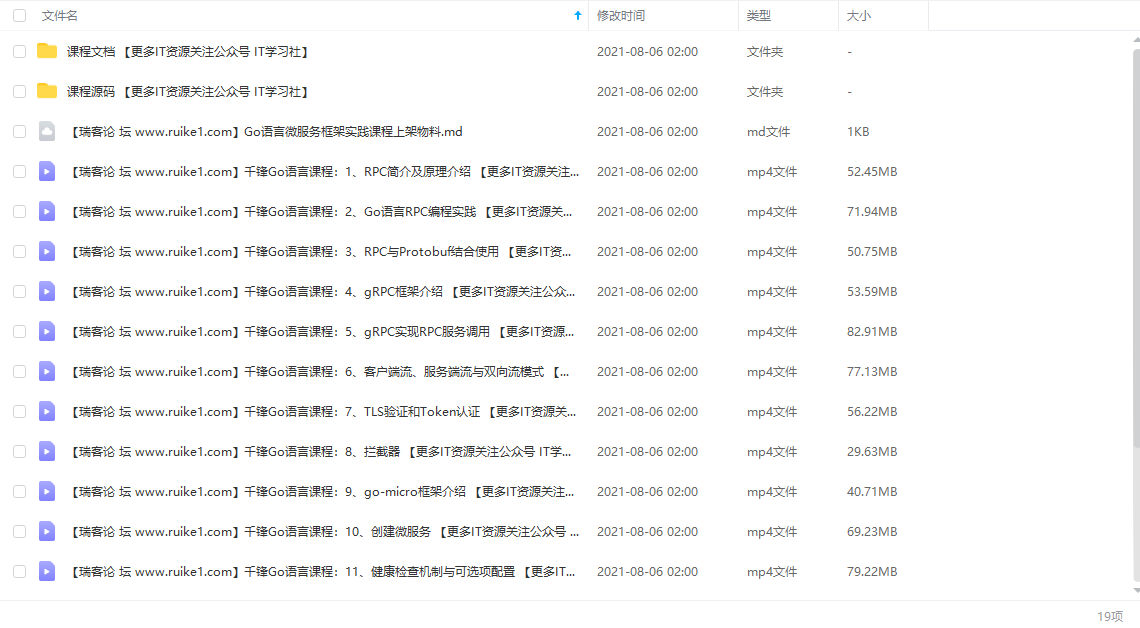 文件名 修改时间 类型 大小
课程文档 【更多IT资源关注公众号 IT学习社】 2021-08-06 02:00 文件夹 -
课程源码 【更多IT资源关注公众号 IT学习社】 2021-08-06 02:00 文件夹 -
【瑞客论 坛 www.ruike1.com】Go语言微服务框架实践课程上架物料.md 2021-08-06 02:00 md文件 1KB
【瑞客论 坛 www.ruike1.com】千锋Go语言课程：1、RPC简介及原理介绍 【更多IT资源关注... 2021-08-06 02:00 mp4文件 52.45MB
【瑞客论 坛 www.ruike1.com】千锋Go语言课程：2、Go语言RPC编程实践 【更多IT资源关... 2021-08-06 02:00 mp4文件 71.94MB
【瑞客论 坛 www.ruike1.com】千锋Go语言课程：3、RPC与Protobuf结合使用 【更多IT资... 2021-08-06 02:00 mp4文件 50.75MB
【瑞客论 坛 www.ruike1.com】千锋Go语言课程：4、gRPC框架介绍 【更多IT资源关注公众... 2021-08-06 02:00 mp4文件 53.59MB
【瑞客论 坛 www.ruike1.com】千锋Go语言课程：5、gRPC实现RPC服务调用 【更多IT资源... 2021-08-06 02:00 mp4文件 82.91MB
【瑞客论 坛 www.ruike1.com】千锋Go语言课程：6、客户端流、服务端流与双向流模式 【... 2021-08-06 02:00 mp4文件 77.13MB
【瑞客论 坛 www.ruike1.com】千锋Go语言课程：7、TLS验证和Token认证 【更多IT资源关... 2021-08-06 02:00 mp4文件 56.22MB
【瑞客论 坛 www.ruike1.com】千锋Go语言课程：8、拦截器 【更多IT资源关注公众号 IT学... 2021-08-06 02:00 mp4文件 29.63MB
【瑞客论 坛 www.ruike1.com】千锋Go语言课程：9、go-micro框架介绍 【更多IT资源关注... 2021-08-06 02:00 mp4文件 40.71MB
【瑞客论 坛 www.ruike1.com】千锋Go语言课程：10、创建微服务 【更多IT资源关注公众号 ... 2021-08-06 02:00 mp4文件 69.23MB
【瑞客论 坛 www.ruike1.com】千锋Go语言课程：11、健康检查机制与可选项配置 【更多IT... 2021-08-06 02:00 mp4文件 79.22MB
19项